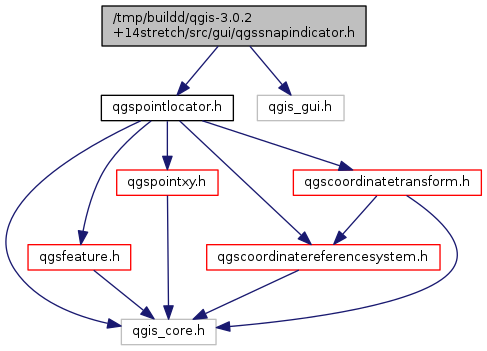 /tmp/buildd/qgis-3.0.2
+14stretch/src/gui/qgssnapindicator.h
qgspointlocator.h
qgis_gui.h
qgspointxy.h
qgscoordinatetransform.h
qgsfeature.h
qgscoordinatereferencesystem.h
qgis_core.h